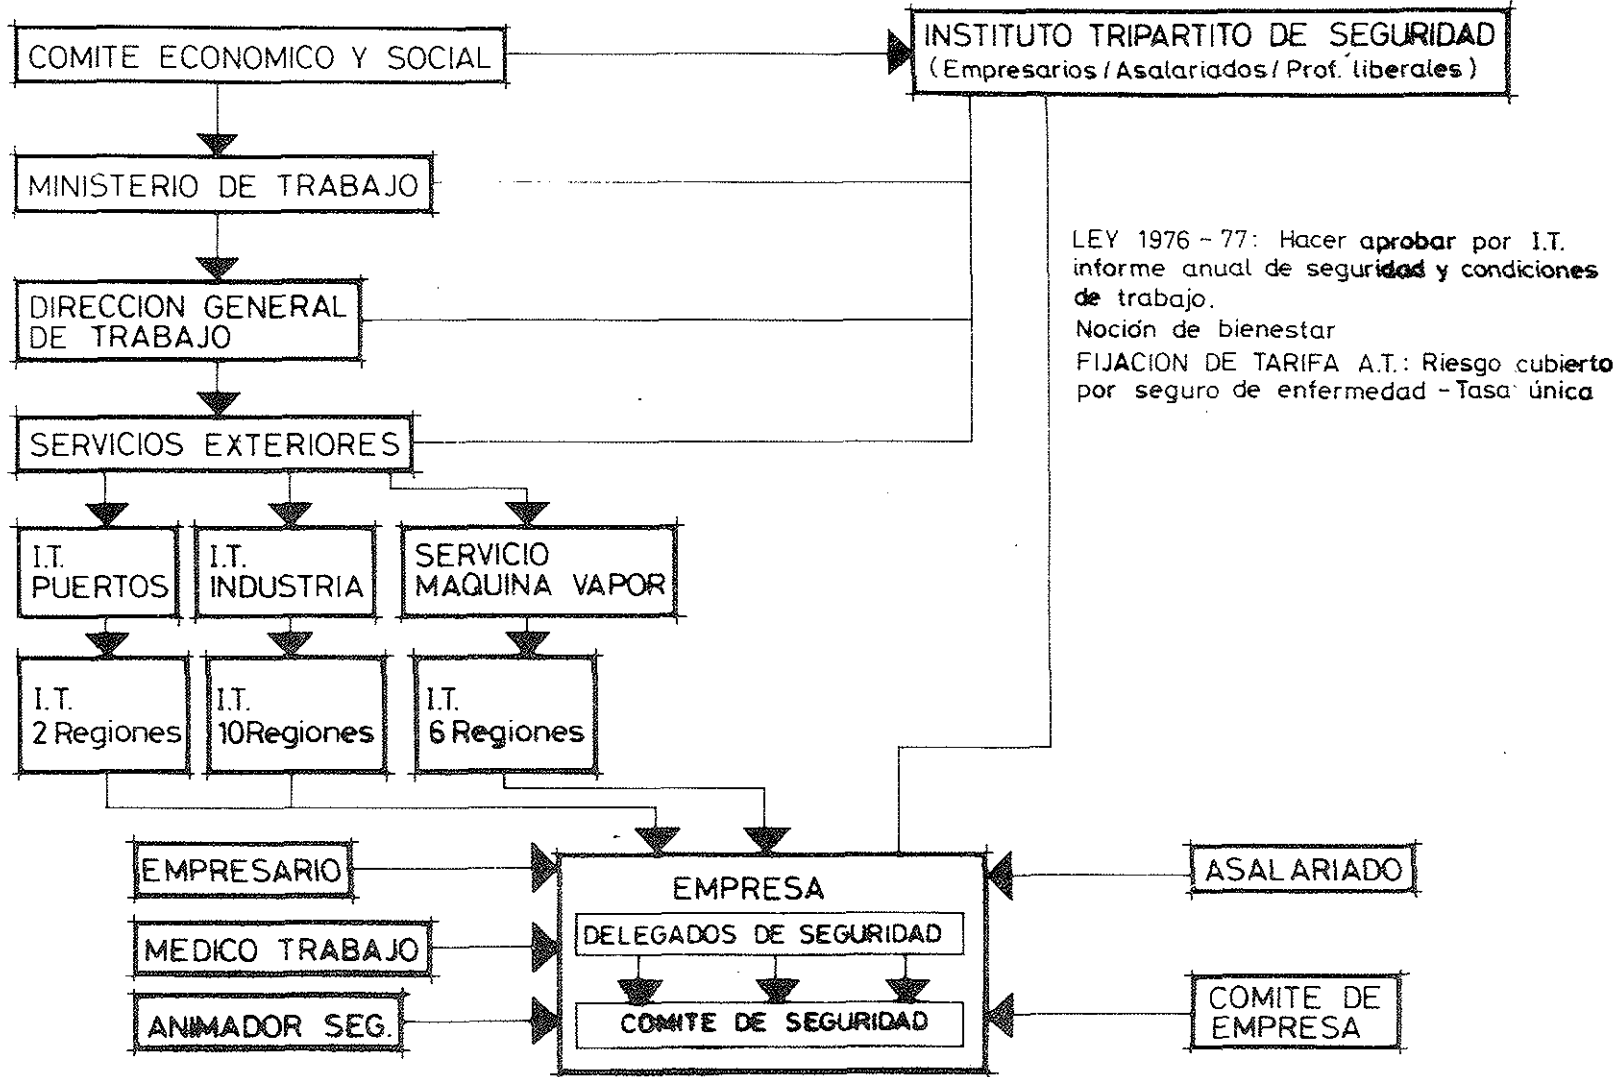 COMITE ECONOMICO Y SOCIAL
INSTITUTO TRIPARTITO DE SEGURIDAD
(Empresarios/Asalariados/Prof. liberales)
MINISTERIO DE TRABAJO
LEY 1976-77: Hacer aprobar por I.T.
informe anual de seguridad y condiciones
de trabajo.
Noción de bienestar
FIJACION DE TARIFA A.T.: Riesgo cubierto
por seguro de enfermedad - Tasa única
DIRECCION GENERAL
DE TRABAJO
SERVICIOS EXTERIORES
I.T.
PUERTOS
I.T.
INDUSTRIA
SERVICIO
MAQUINA VAPOR
I.T.
2 Regiones
I.T.
10 Regiones
I.T.
6 Regiones
EMPRESARIO
MEDICO TRABAJO
ANIMADOR SEG.
EMPRESA
DELEGADOS DE SEGURIDAD
COMITE DE SEGURIDAD
ASALARIADO
COMITE DE
EMPRESA